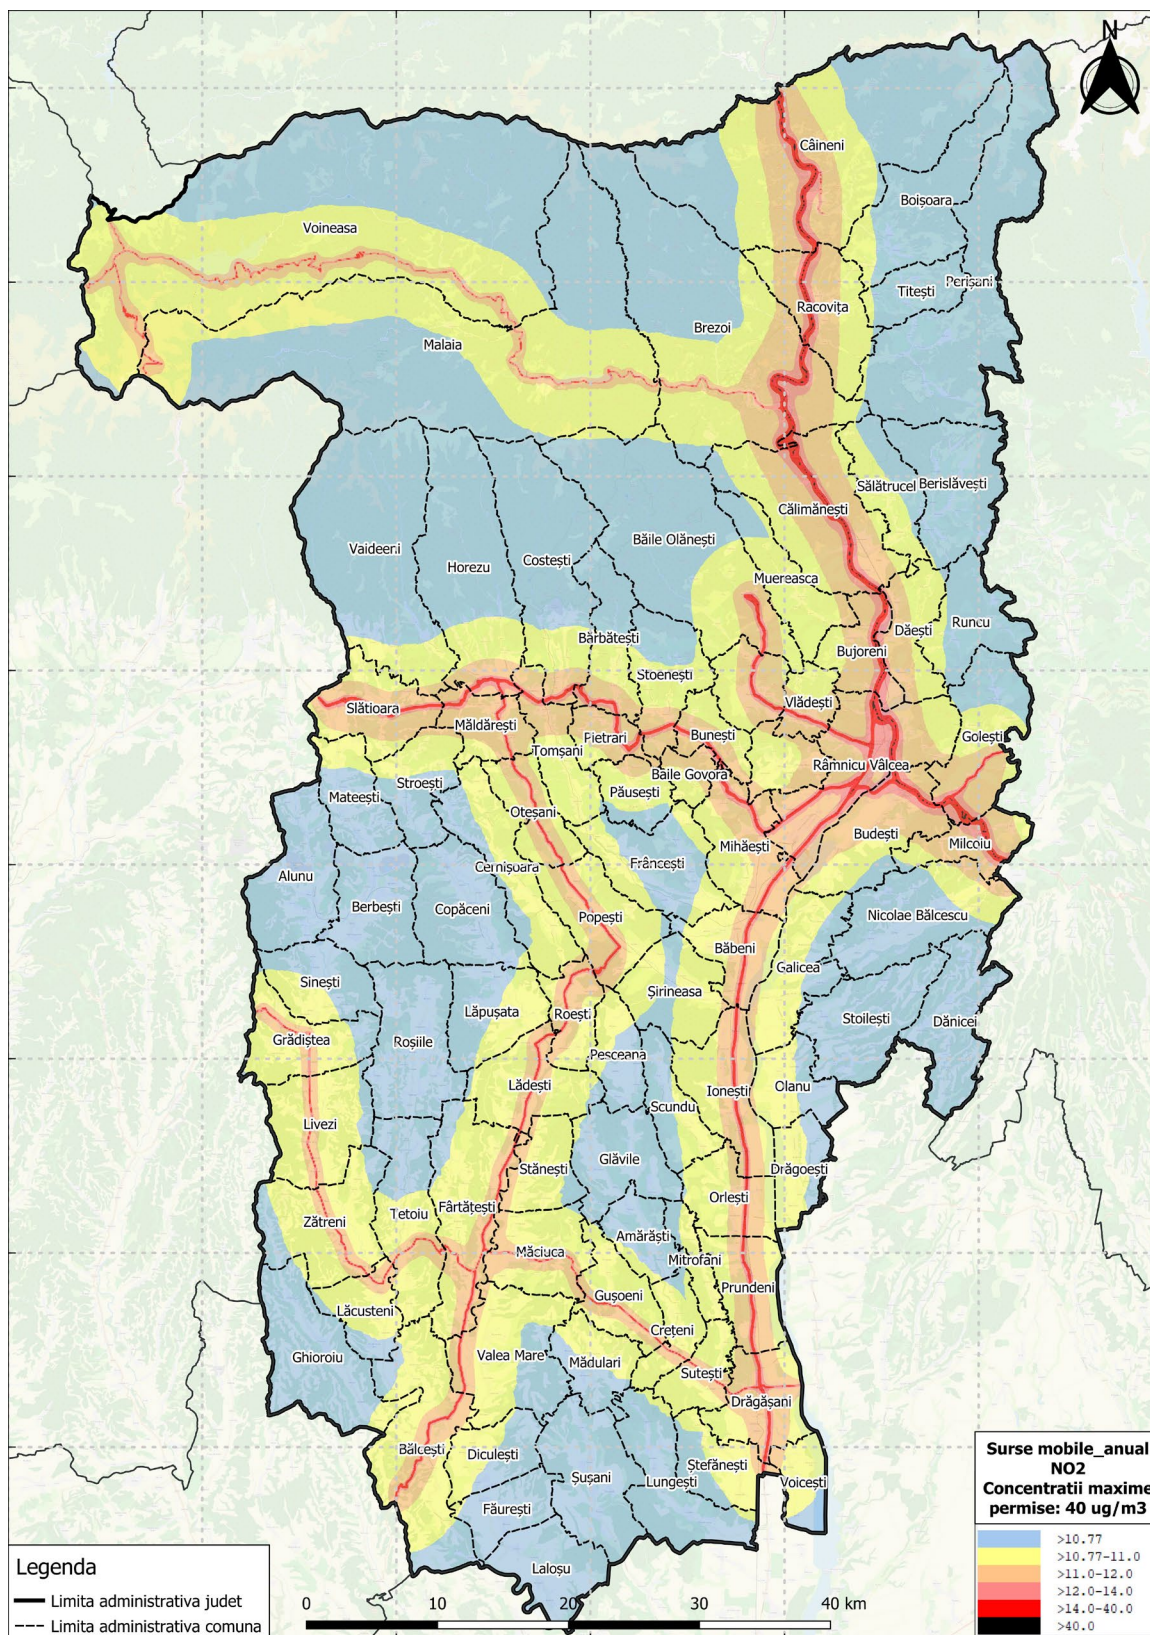 N
Câineni
Boișoara
Voineasa
Titești
Perișani
Racovița
Brezoi
Malaia
Sălătrucel
Berislăvești
Călimănești
Băile Olănești
Vaideeni
Horezu
Costești
Muereasca
Runcu
Dăești
Bărbătești
Bujoreni
Stoenești
Vlădești
Slătioara
Măldărești
Pietrari
Bunești
Golești
Tomșani
Râmnicu Vâlcea
Băile Govora
Stroești
Mateești
Păusești
Oteșani
Budești
Mihăești
Milcoiu
Frâncești
Cernișoara
Alunu
Berbești
Copăceni
Popești
Nicolae Bălcescu
Băbeni
Galicea
Sinești
Șirineasa
Lăpușata
Roești
Stoilești
Dănicei
Grădiștea
Roșiile
Pesceana
Lădești
Ionești
Olanu
Scundu
Livezi
Glăvile
Stănești
Drăgoești
Orlești
Fârtățești
Tetoiu
Zătreni
Amărăști
Măciuca
Mitrofani
Prundeni
Gușoeni
Lăcusteni
Crețeni
Valea Mare
Ghioroiu
Mădulari
Sutești
Drăgășani
Bălcești
Diculești
Ștefănești
Șușani
Lungești
Voicești
Făurești
Laloșu
Surse mobile_anual
NO2
Concentratii maxime
permise: 40 ug/m3
>10.77
>10.77-11.0
>11.0-12.0
>12.0-14.0
>14.0-40.0
>40.0
Legenda
Limita administrativa judet
Limita administrativa comuna
0 10 20 30 40 km